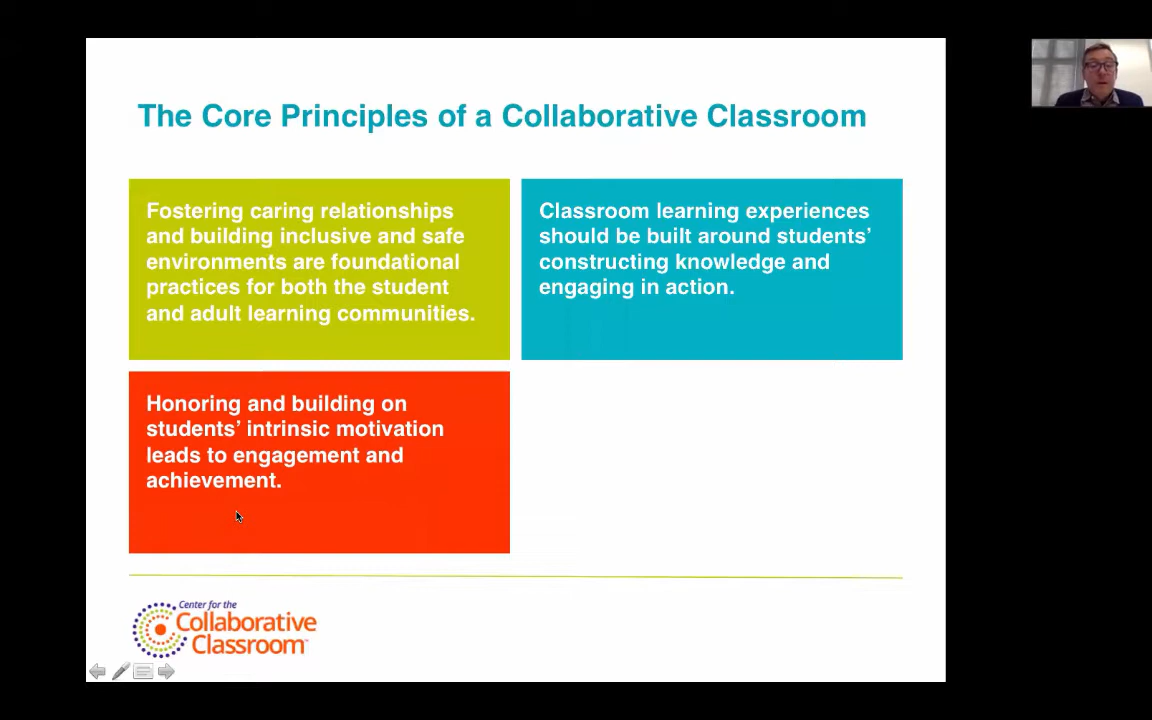 The Core Principles of a Collaborative Classroom
Fostering caring relationships
and building inclusive and safe
environments are foundational
practices for both the student
and adult learning communities.
Classroom learning experiences
should be built around students’
constructing knowledge and
engaging in action.
Honoring and building on
students’ intrinsic motivation
leads to engagement and
achievement.
Center for the
Collaborative
Classroom™